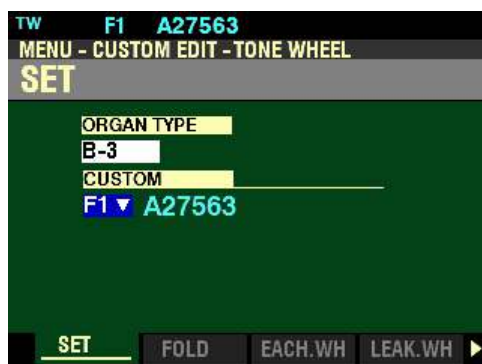 TW F1 A27563
MENU - CUSTOM EDIT - TONE WHEEL
SET
ORGAN TYPE
B-3
CUSTOM
F1 ▼ A27563
SET FOLD EACH.WH LEAK.WH ▶